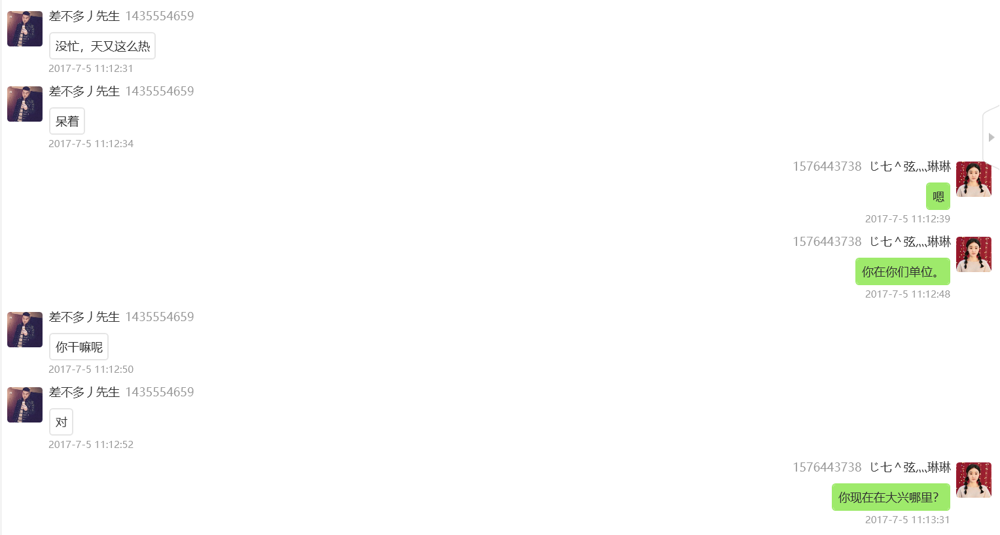 差不多丿先生 1435554659
没忙，天又这么热
2017-7-5 11:12:31
差不多丿先生 1435554659
呆着
2017-7-5 11:12:34
1576443738 じ七＾弦灬琳琳
嗯
2017-7-5 11:12:39
1576443738 じ七＾弦灬琳琳
你在你们单位。
2017-7-5 11:12:48
差不多丿先生 1435554659
你干嘛呢
2017-7-5 11:12:50
差不多丿先生 1435554659
对
2017-7-5 11:12:52
1576443738 じ七＾弦灬琳琳
你现在在大兴哪里?
2017-7-5 11:13:31